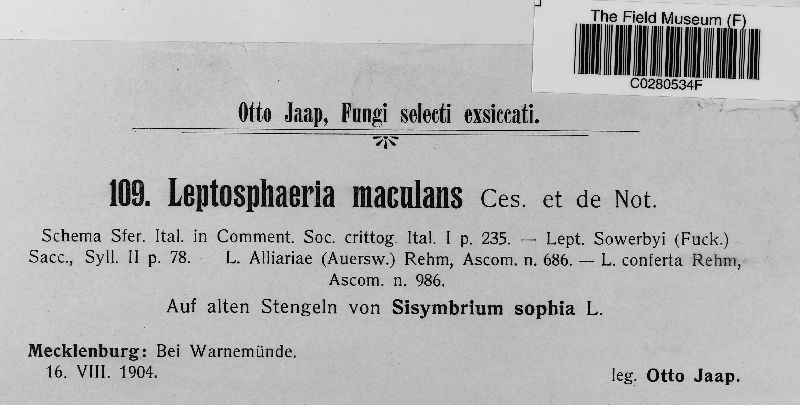 The Field Museum (F)
C0280534F
Otto Jaap, Fungi selecti exsiccati.
109. Leptosphaeria maculans Ces. et de Not.
Schema Sfer. Ital. in Comment. Soc. crittog. Ital. I p. 235. — Lept. Sowerbyi (Fuck.)
Sacc., Syll. II p. 78. L. Alliariae (Auersw.) Rehm, Ascom. n. 686. — L. conferta Rehm,
Ascom. n. 986.
Auf alten Stengeln von Sisymbrium sophia L.
Mecklenburg: Bei Warnemünde.
16. VIII. 1904.
leg. Otto Jaap.